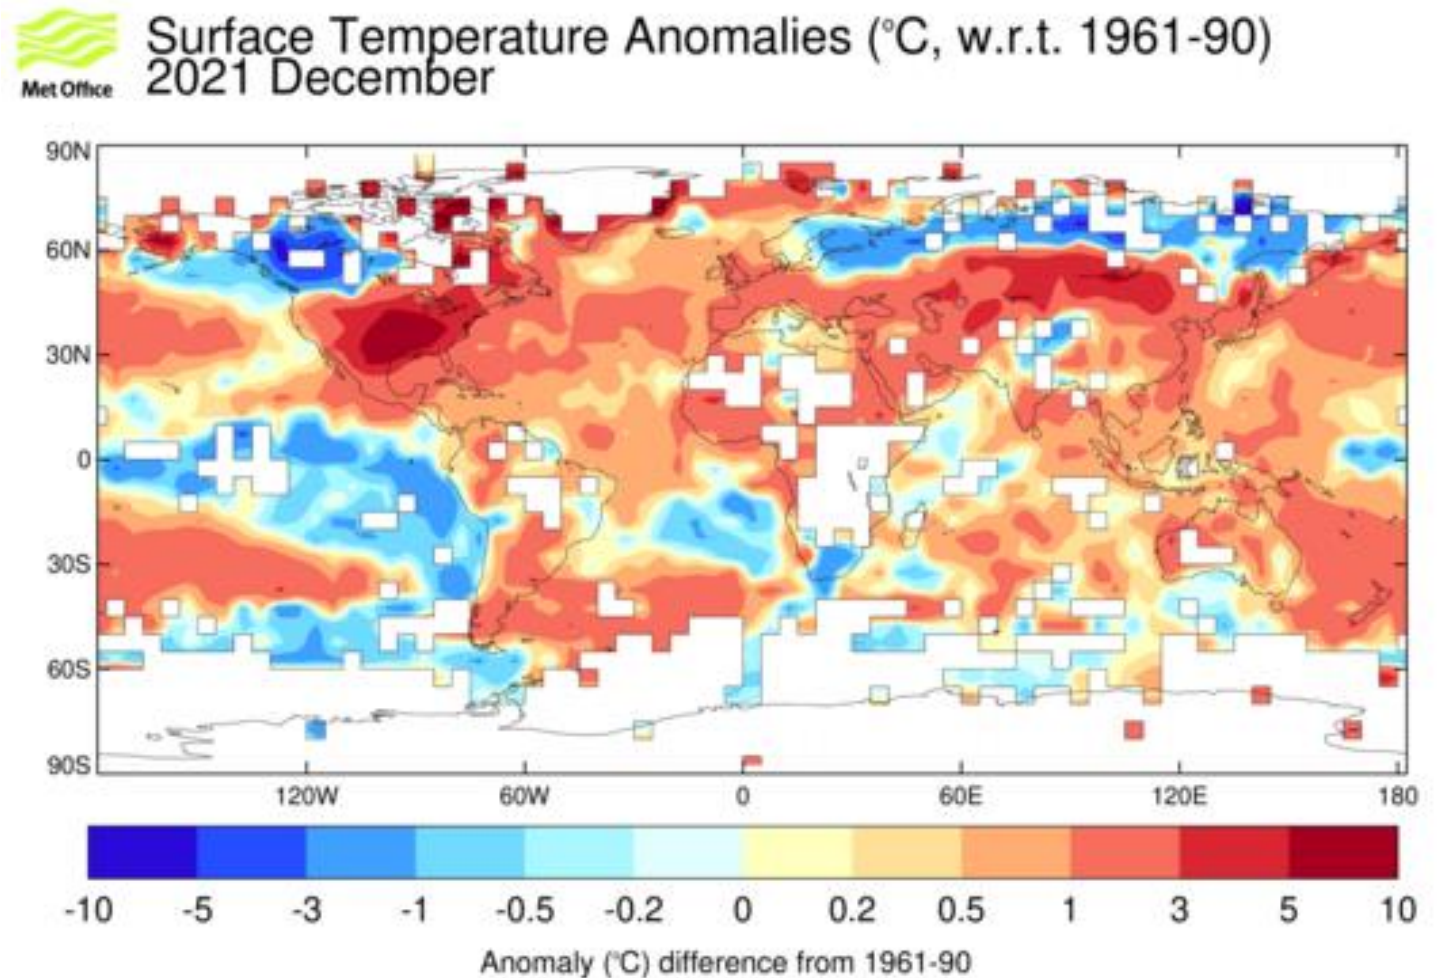 Surface Temperature Anomalies (°C, w.r.t. 1961-90)
2021 December
Met Office
90N
60N
30N
0
30S
60S
90S
120W 60W 0 60E 120E 180
-10 -5 -3 -1 -0.5 -0.2 0 0.2 0.5 1 3 5 10
Anomaly (°C) difference from 1961-90